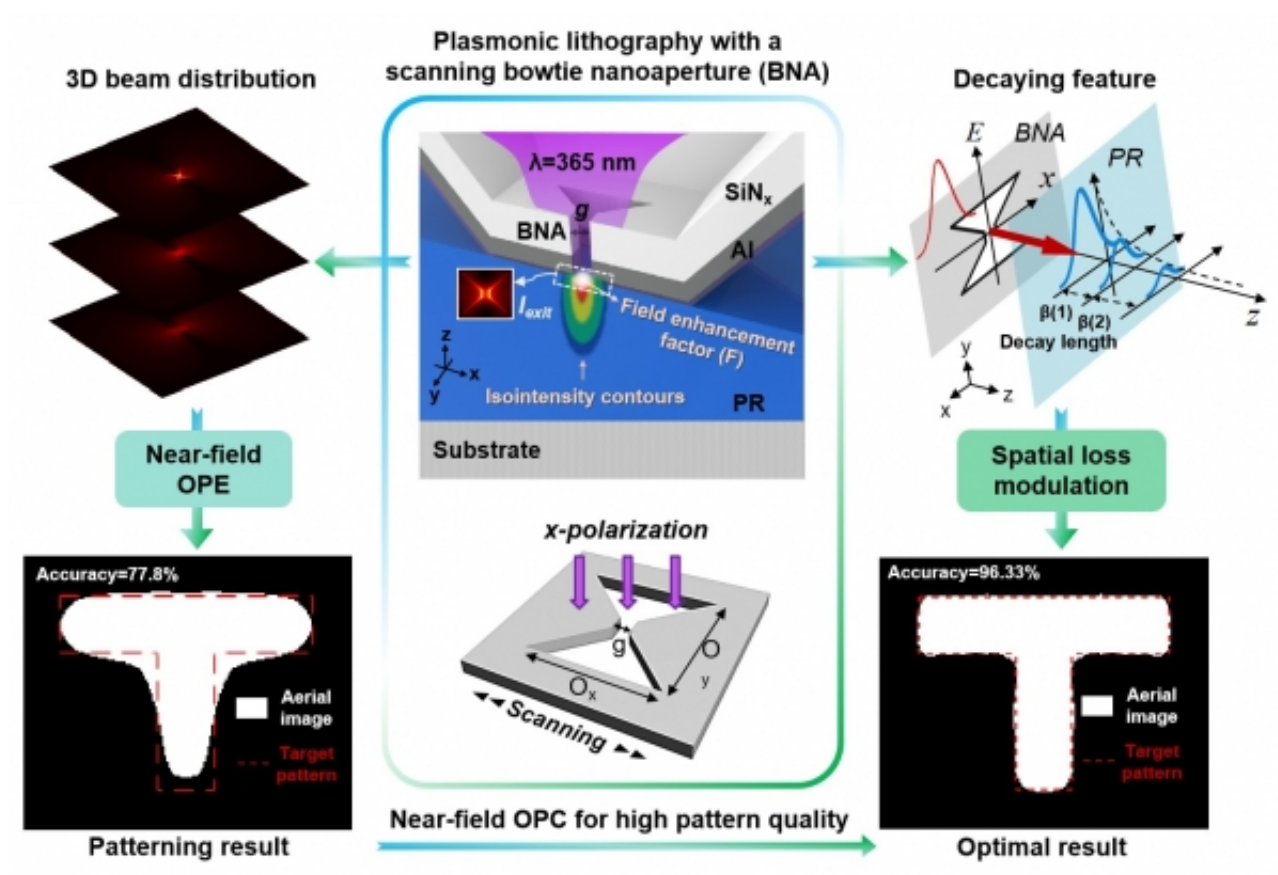 Plasmonic lithography with a
scanning bowtie nanoaperture (BNA)
3D beam distribution
Decaying feature
λ=365 nm
SiNx
g
BNA
Al
Iexit
Field enhancement
factor (F)
z
x
y
Isointensity contours
PR
Substrate
E
BNA
x
PR
β(1)
β(2)
Decay length
z
y
z
x
Near-field
OPE
Spatial loss
modulation
x-polarization
g
Ox
O
y
Scanning
Accuracy=77.8%
Aerial
image
Target
pattern
Accuracy=96.33%
Aerial
image
Target
pattern
Near-field OPC for high pattern quality
Patterning result
Optimal result